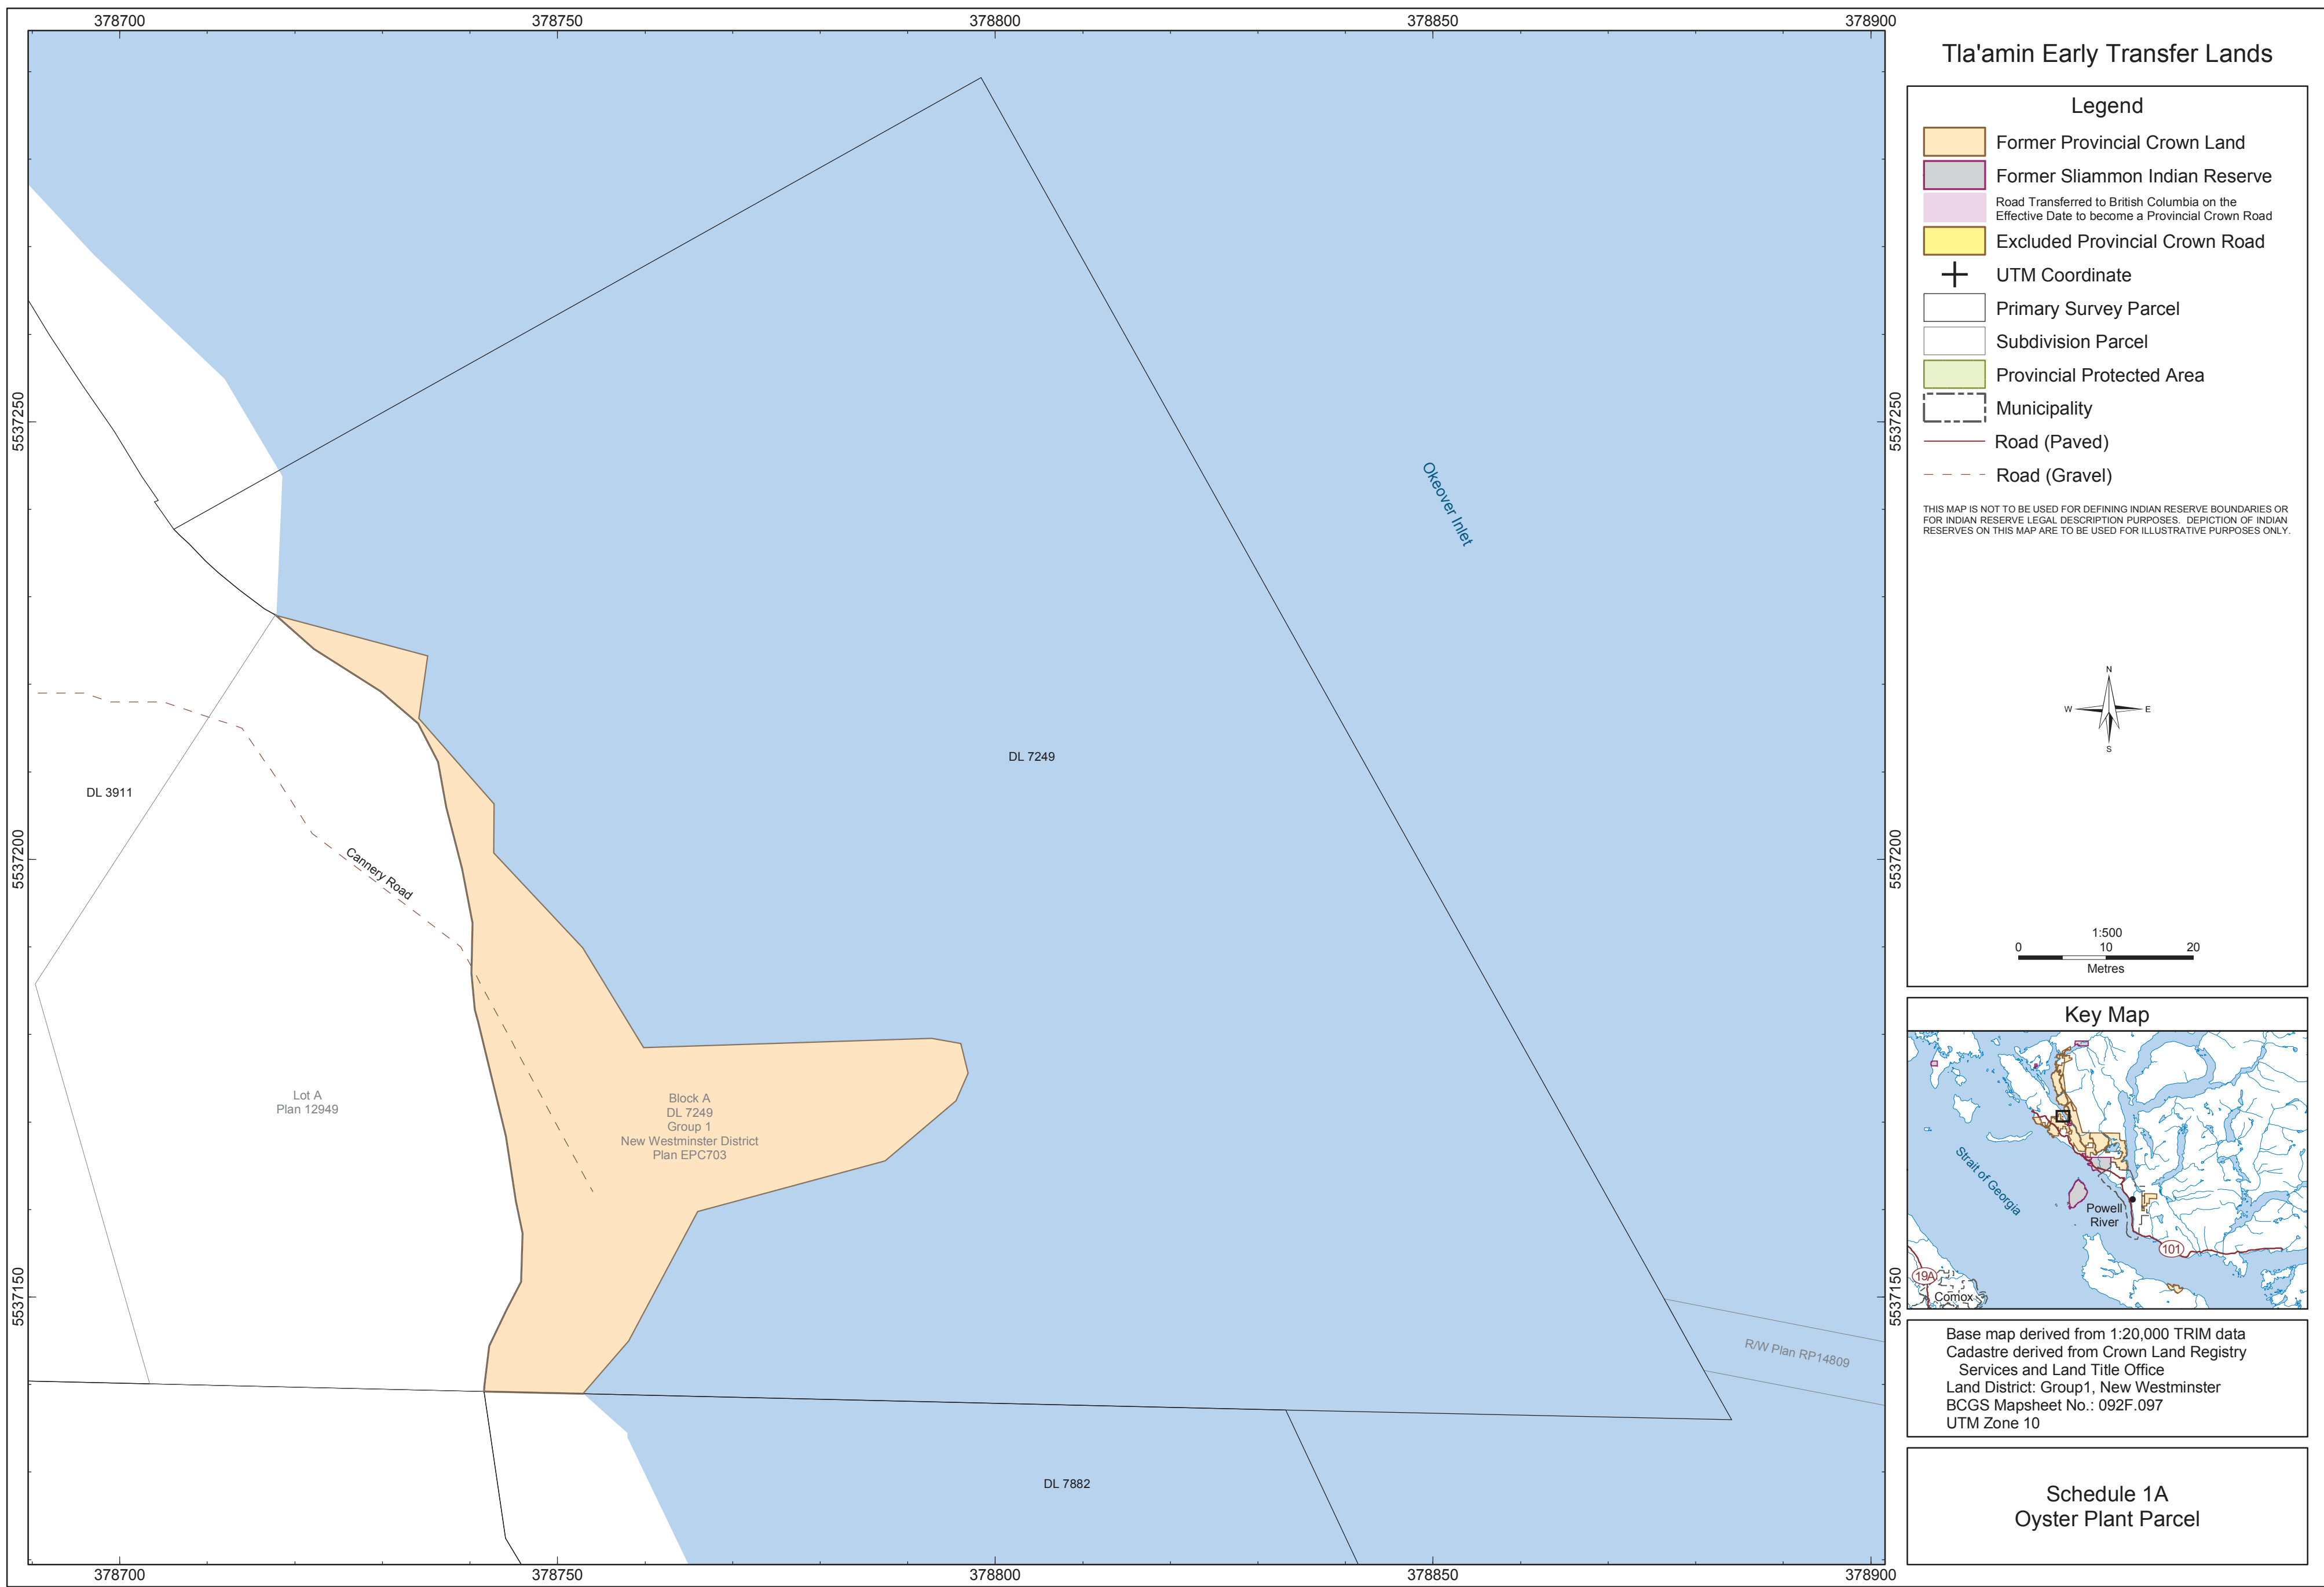 378700
378750
378800
378850
378900
5537250
5537200
5537150
5537250
5537200
5537150
Okeover Inlet
DL 7249
DL 3911
Cannery Road
Lot A
Plan 12949
Block A
DL 7249
Group 1
New Westminster District
Plan EPC703
R/W Plan RP14809
DL 7882
378700
378750
378800
378850
378900
Tla'amin Early Transfer Lands
Legend
Former Provincial Crown Land
Former Sliammon Indian Reserve
Road Transferred to British Columbia on the
Effective Date to become a Provincial Crown Road
Excluded Provincial Crown Road
UTM Coordinate
Primary Survey Parcel
Subdivision Parcel
Provincial Protected Area
Municipality
Road (Paved)
Road (Gravel)
THIS MAP IS NOT TO BE USED FOR DEFINING INDIAN RESERVE BOUNDARIES OR
FOR INDIAN RESERVE LEGAL DESCRIPTION PURPOSES. DEPICTION OF INDIAN
RESERVES ON THIS MAP ARE TO BE USED FOR ILLUSTRATIVE PURPOSES ONLY.
N
W E
S
1:500
0 10 20
Metres
Key Map
Strait of Georgia
Powell
River
101
19A
Comox
Base map derived from 1:20,000 TRIM data
Cadastre derived from Crown Land Registry
Services and Land Title Office
Land District: Group1, New Westminster
BCGS Mapsheet No.: 092F.097
UTM Zone 10
Schedule 1A
Oyster Plant Parcel